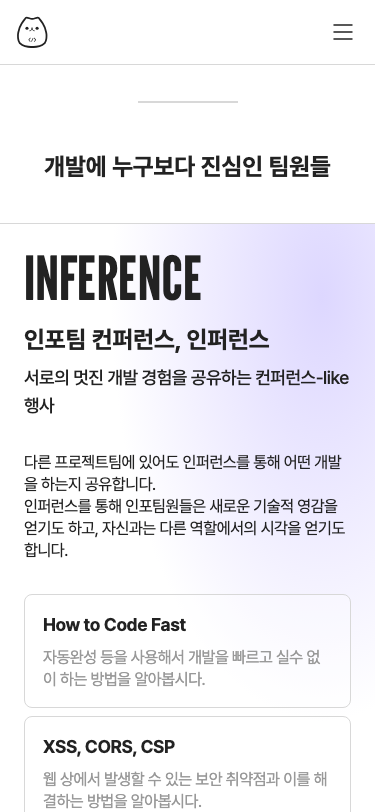 개발에 누구보다 진심인 팀원들
INFERENCE
인포팀 컨퍼런스, 인퍼런스
서로의 멋진 개발 경험을 공유하는 컨퍼런스-like
행사
다른 프로젝트팀에 있어도 인퍼런스를 통해 어떤 개발
을 하는지 공유합니다.
인퍼런스를 통해 인포팀원들은 새로운 기술적 영감을
얻기도 하고, 자신과는 다른 역할에서의 시각을 얻기도
합니다.
How to Code Fast
자동완성 등을 사용해서 개발을 빠르고 실수 없
이 하는 방법을 알아봅시다.
XSS, CORS, CSP
웹 상에서 발생할 수 있는 보안 취약점과 이를 해
결하는 방법을 알아봅시다.